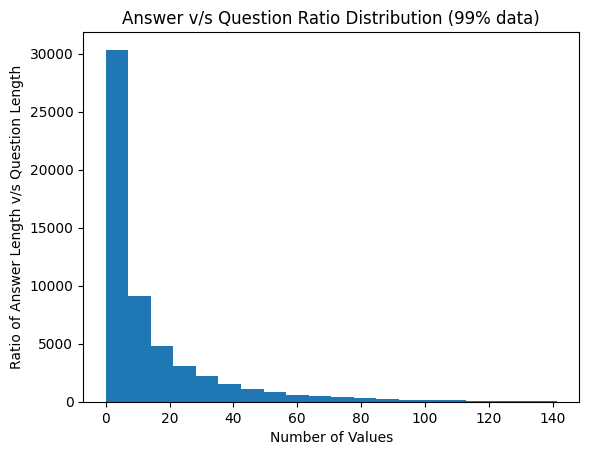 Answer v/s Question Ratio Distribution (99% data)
Ratio of Answer Length v/s Question Length
30000
25000
20000
15000
10000
5000
0
0 20 40 60 80 100 120 140
Number of Values